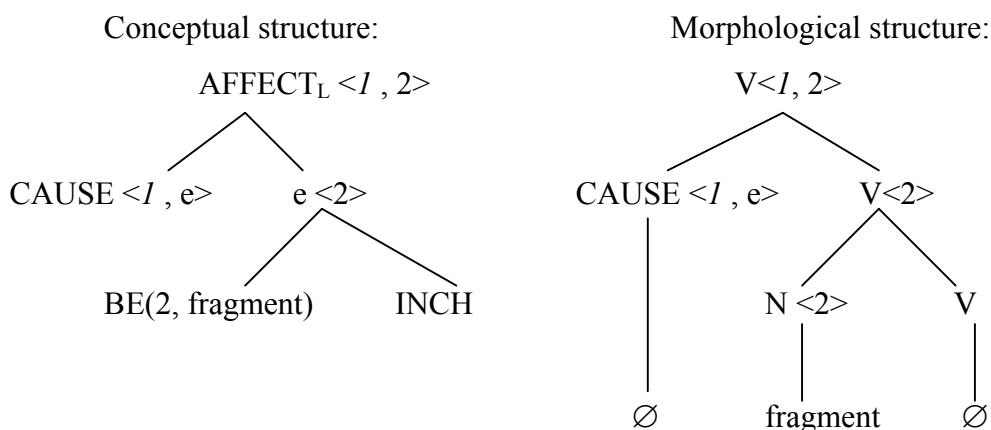 Conceptual structure: Morphological structure:
AFFECTL <1 , 2> V<1, 2>
CAUSE <1 , e> e <2> CAUSE <1 , e> V<2>
BE(2, fragment) INCH N <2> V
∅ fragment ∅